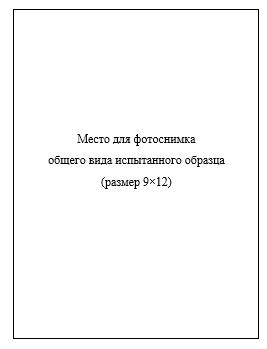 Место для фотоснимка
общего вида испытанного образца
(размер 9×12)